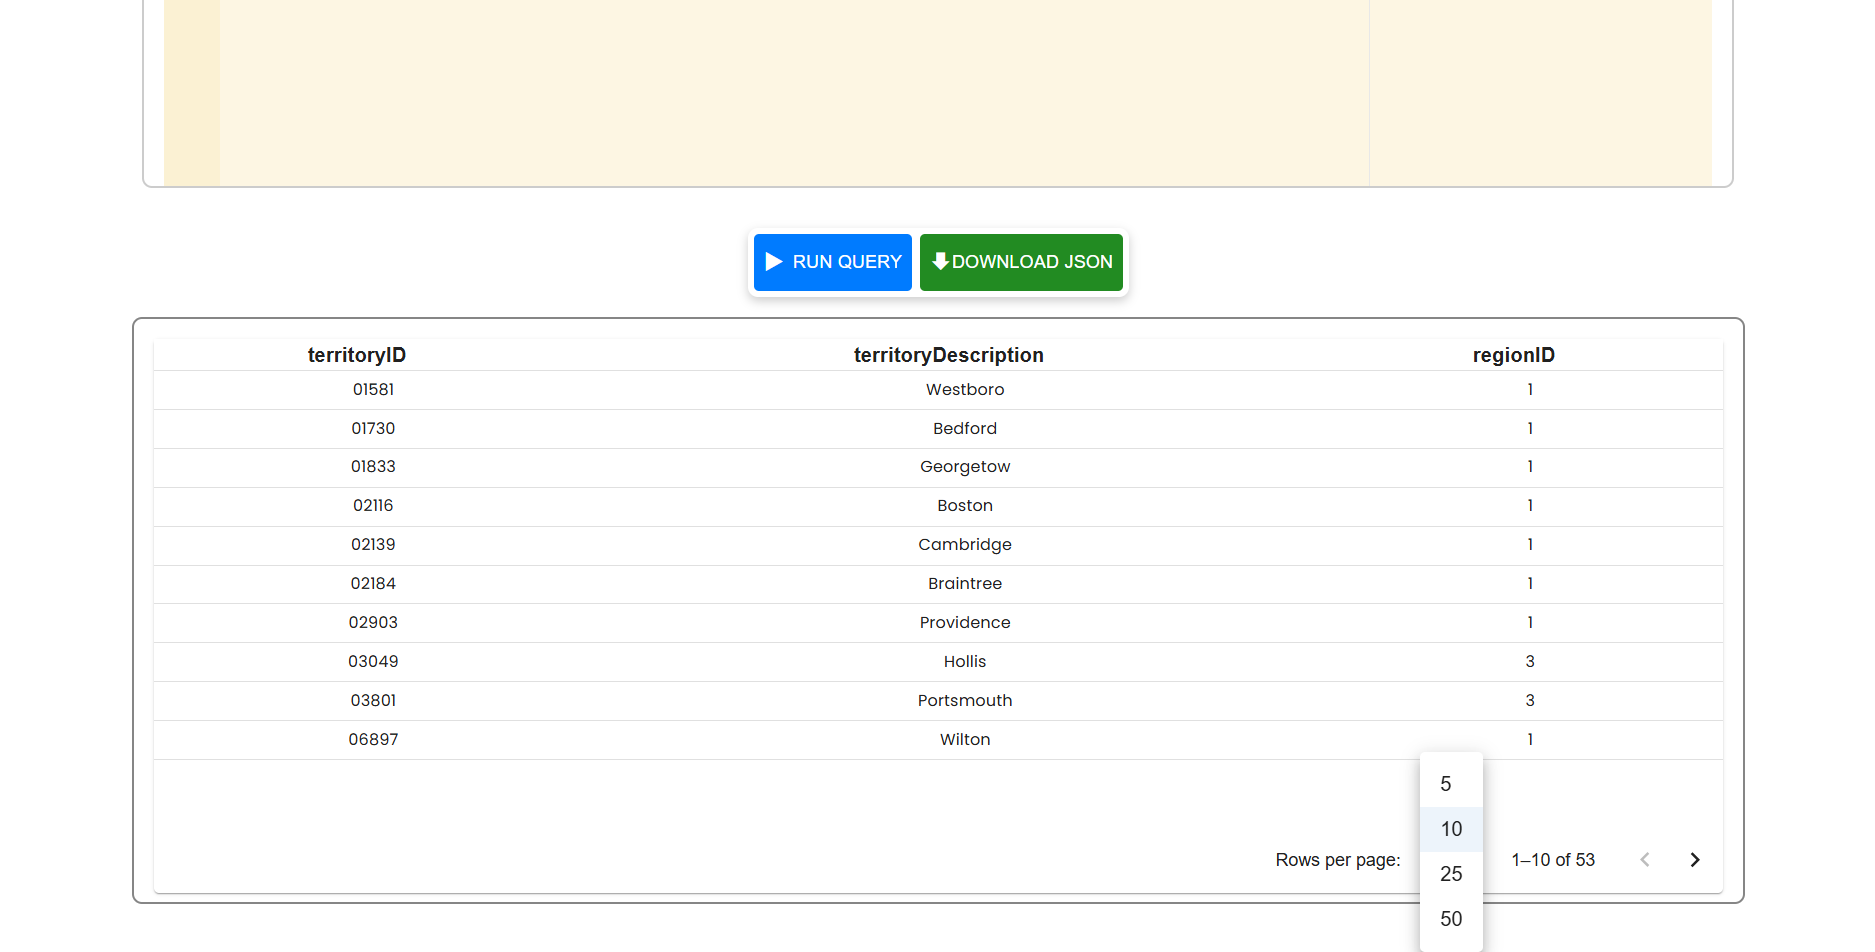 RUN QUERY DOWNLOAD JSON
territoryID territoryDescription regionID
01581 Westboro 1
01730 Bedford 1
01833 Georgetow 1
02116 Boston 1
02139 Cambridge 1
02184 Braintree 1
02903 Providence 1
03049 Hollis 3
03801 Portsmouth 3
06897 Wilton 1
5
10
Rows per page: 1–10 of 53
25
50